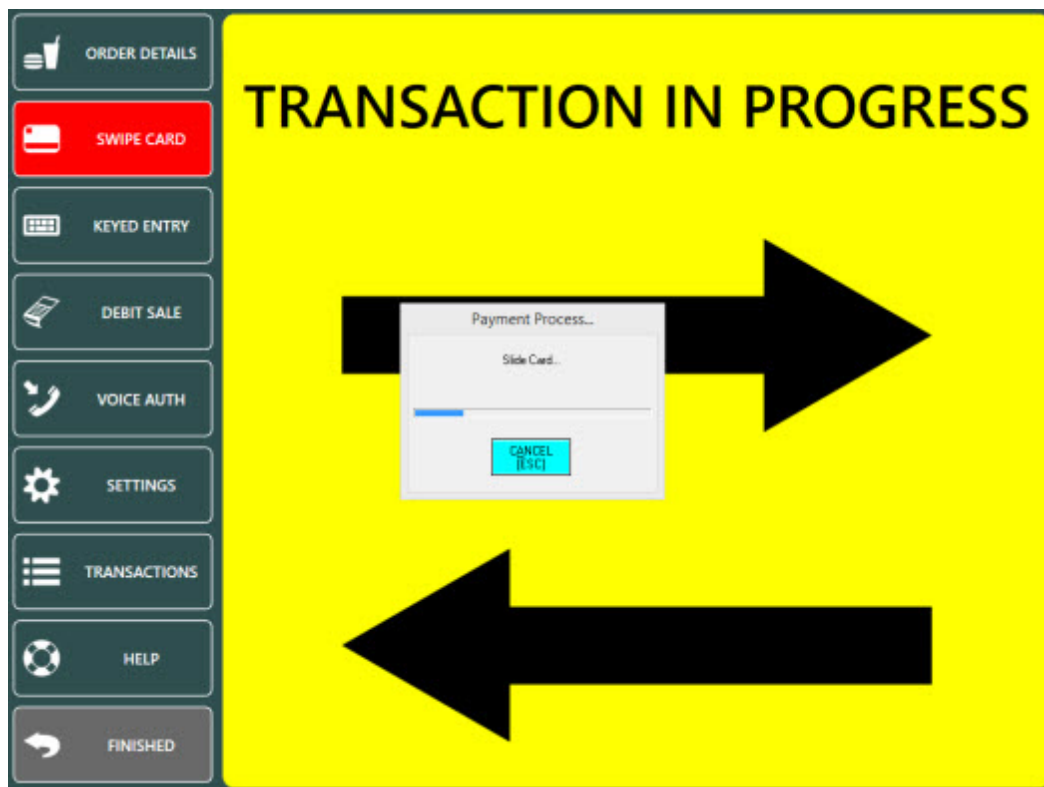 ORDER DETAILS
SWIPE CARD
KEYED ENTRY
DEBIT SALE
VOICE AUTH
SETTINGS
TRANSACTIONS
HELP
FINISHED
TRANSACTION IN PROGRESS
Payment Process...
Slide Card...
CANCEL
[ESC]